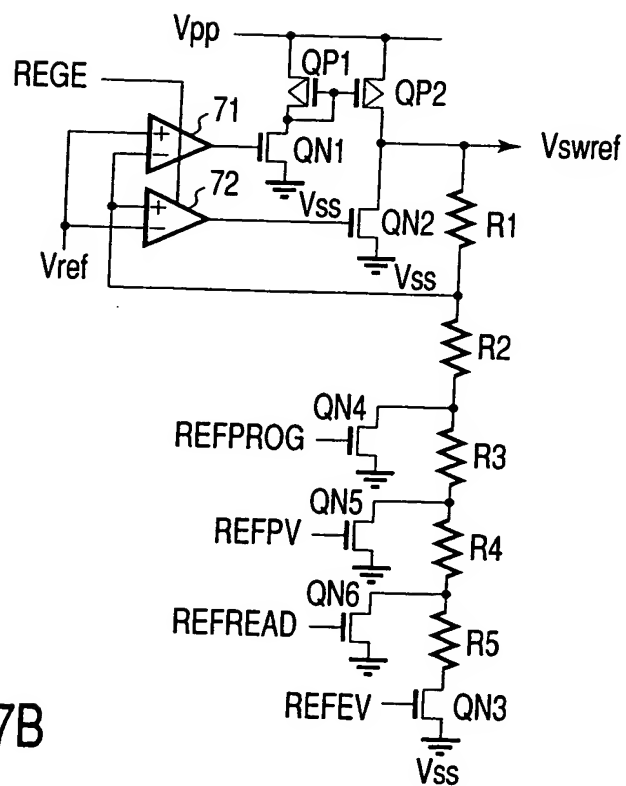 Vpp
QP1
QP2
REGE
71
+
−
QN1
Vswref
72
+
−
Vss
QN2
R1
Vref
Vss
R2
QN4
REFPROG
R3
QN5
REFPV
R4
QN6
REFREAD
R5
REFEV
QN3
7B
Vss